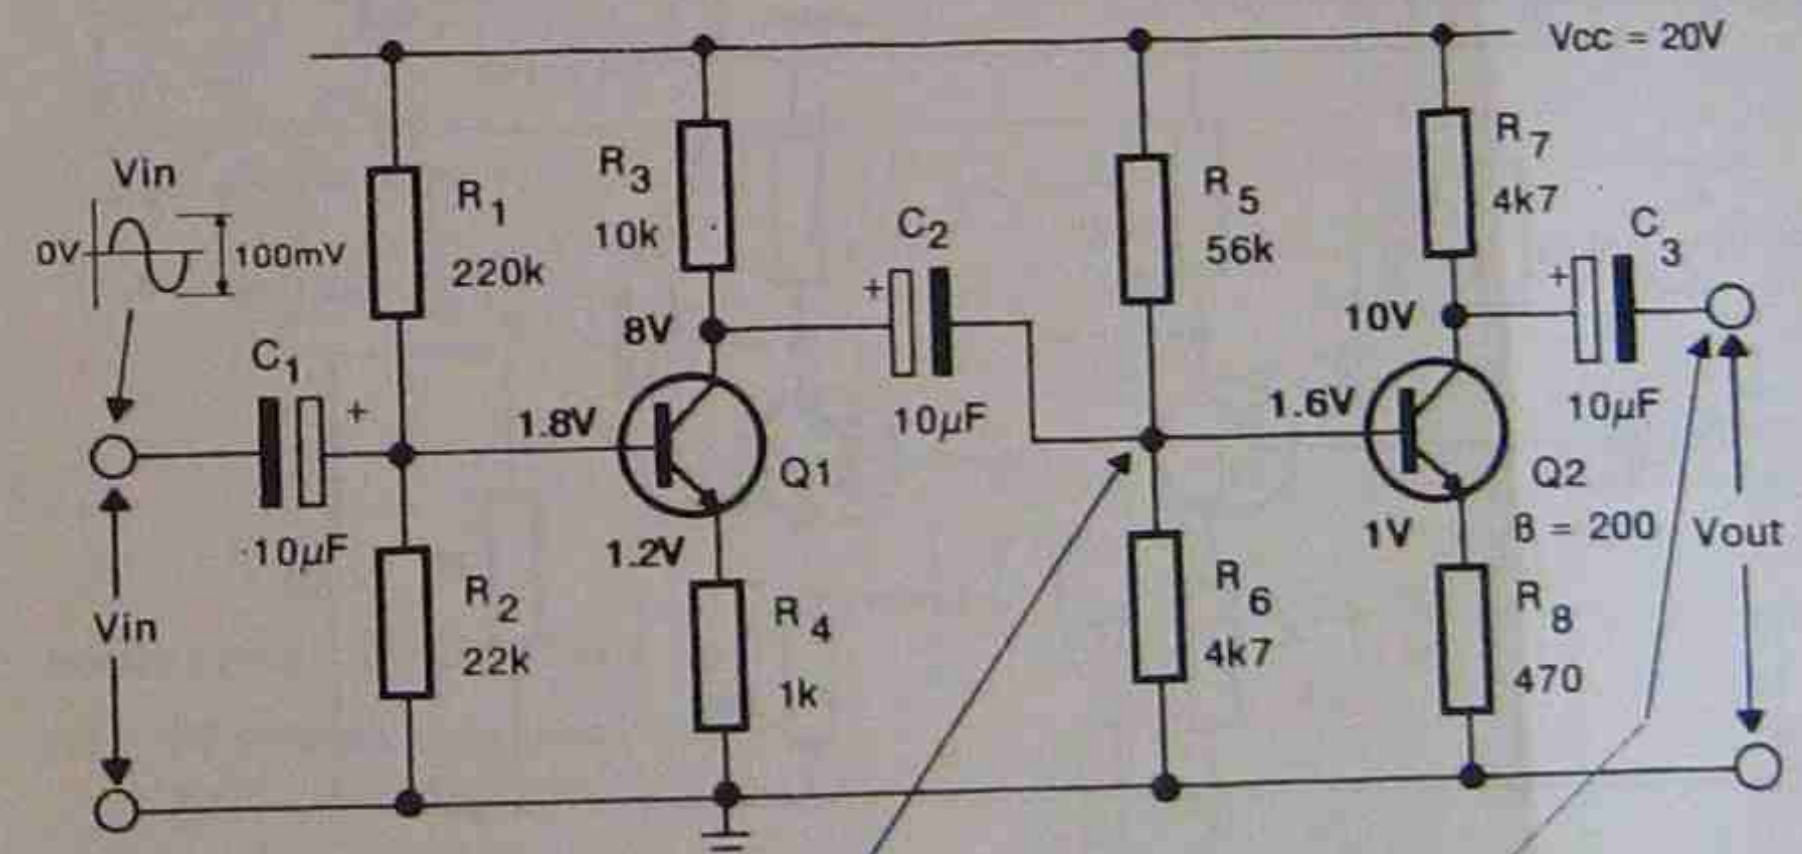 Vcc = 20V
Vin
0V
100mV
R1
220k
R3
10k
8V
C2
+
10µF
R5
56k
R7
4k7
10V
C3
+
10µF
C1
+
10µF
1.8V
Q1
1.2V
1.6V
Q2
B = 200
1V
Vout
Vin
R2
22k
R4
1k
R6
4k7
R8
470